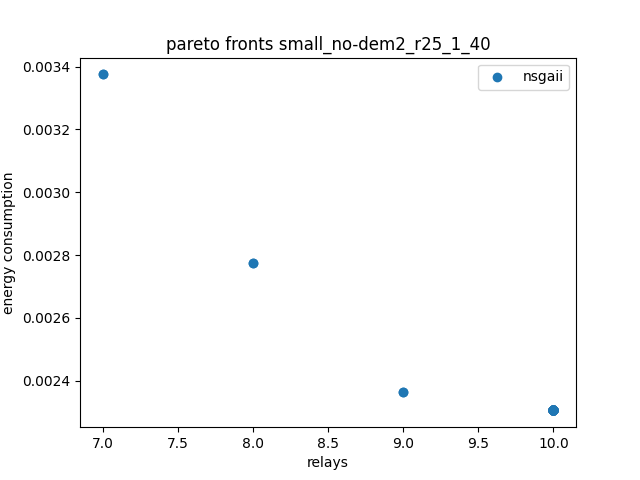 pareto fronts small_no-dem2_r25_1_40
nsgaii
energy consumption
0.0034
0.0032
0.0030
0.0028
0.0026
0.0024
7.0 7.5 8.0 8.5 9.0 9.5 10.0
relays